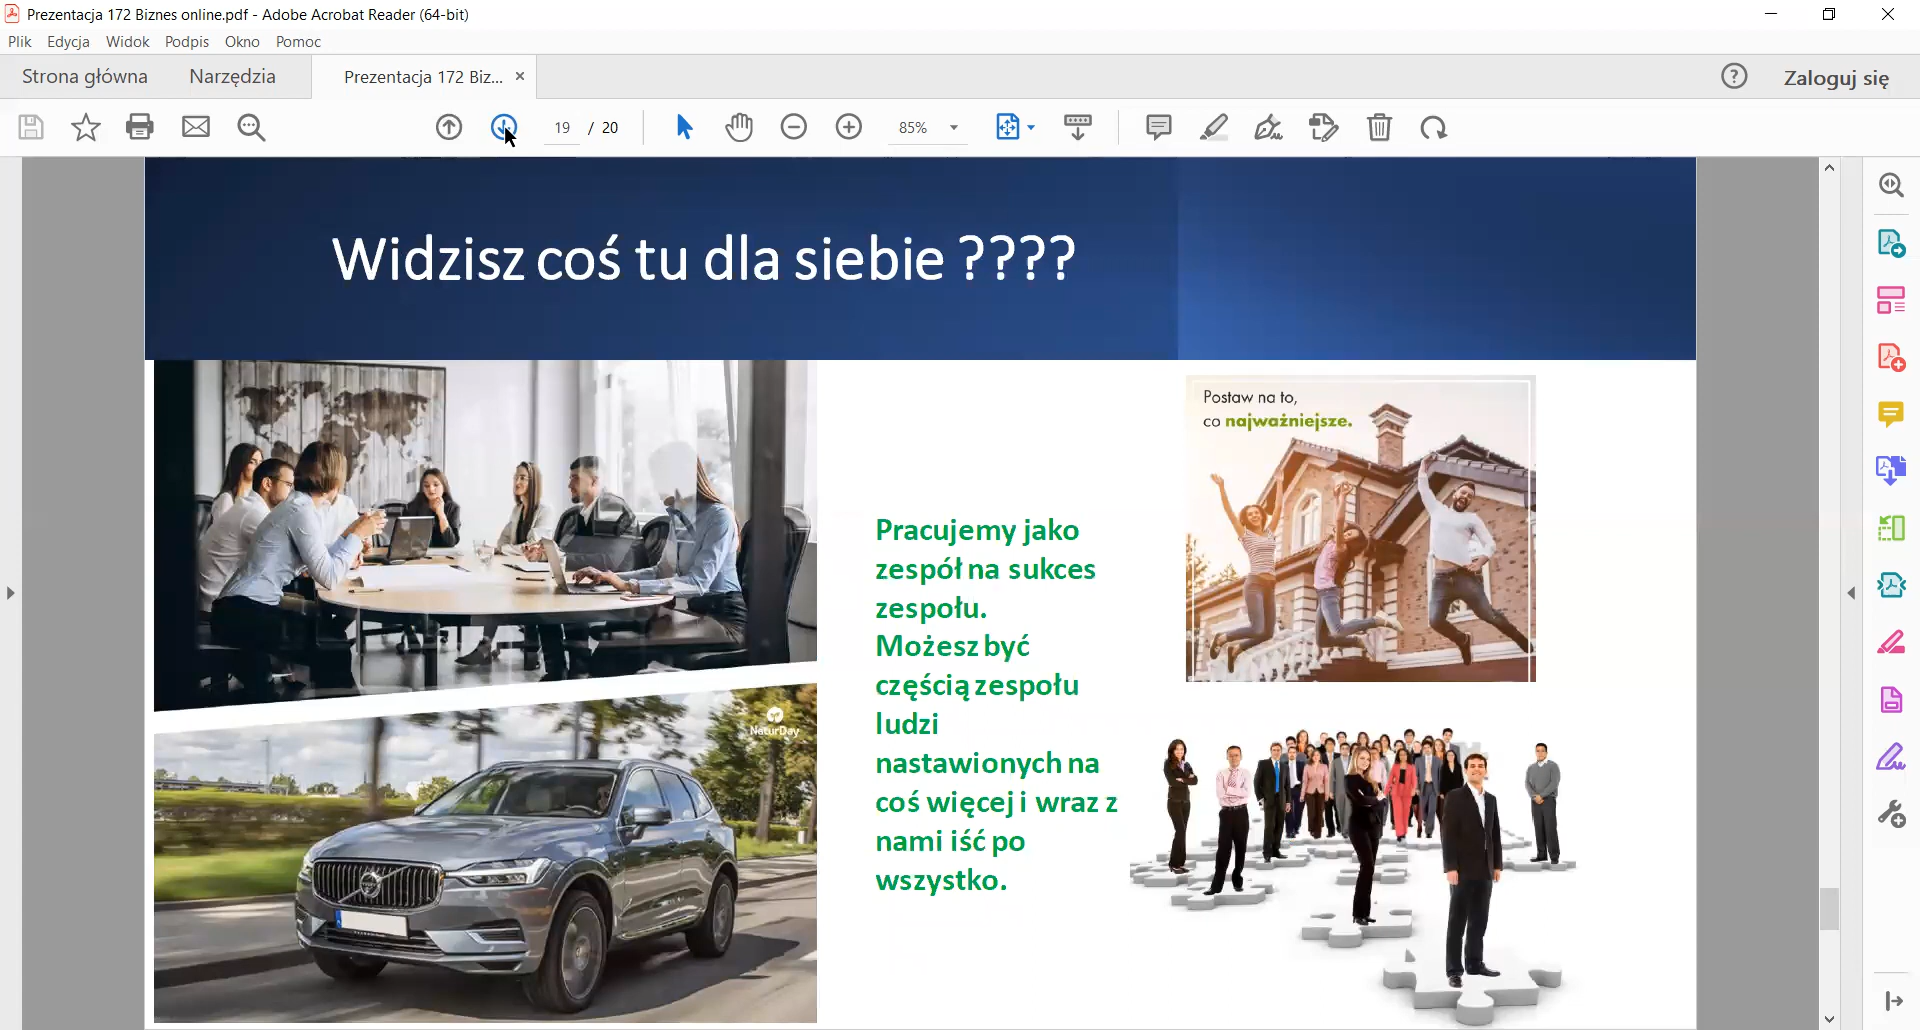 Prezentacja 172 Biznes online.pdf - Adobe Acrobat Reader (64-bit)
Plik Edycja Widok Podpis Okno Pomoc
Strona główna Narzędzia Prezentacja 172 Biz... Zaloguj się
19 / 20 85%
Widzisz coś tu dla siebie ????
Postaw na to,
co najważniejsze.
Pracujemy jako
zespół na sukces
zespołu.
Możesz być
częścią zespołu
ludzi
nastawionych na
coś więcej i wraz z
nami iść po
wszystko.
NaturDay